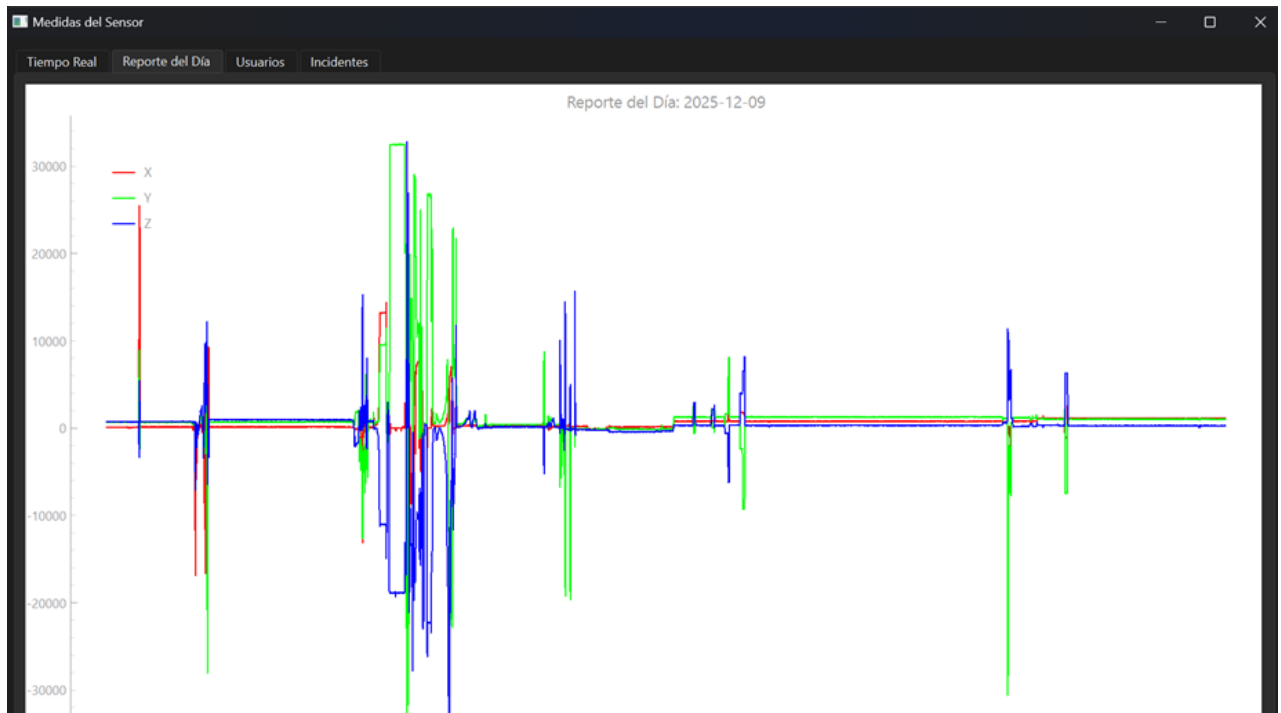 Medidas del Sensor
Tiempo Real Reporte del Día Usuarios Incidentes
Reporte del Día: 2025-12-09
30000
X
Y
Z
20000
10000
0
-10000
-20000
-30000